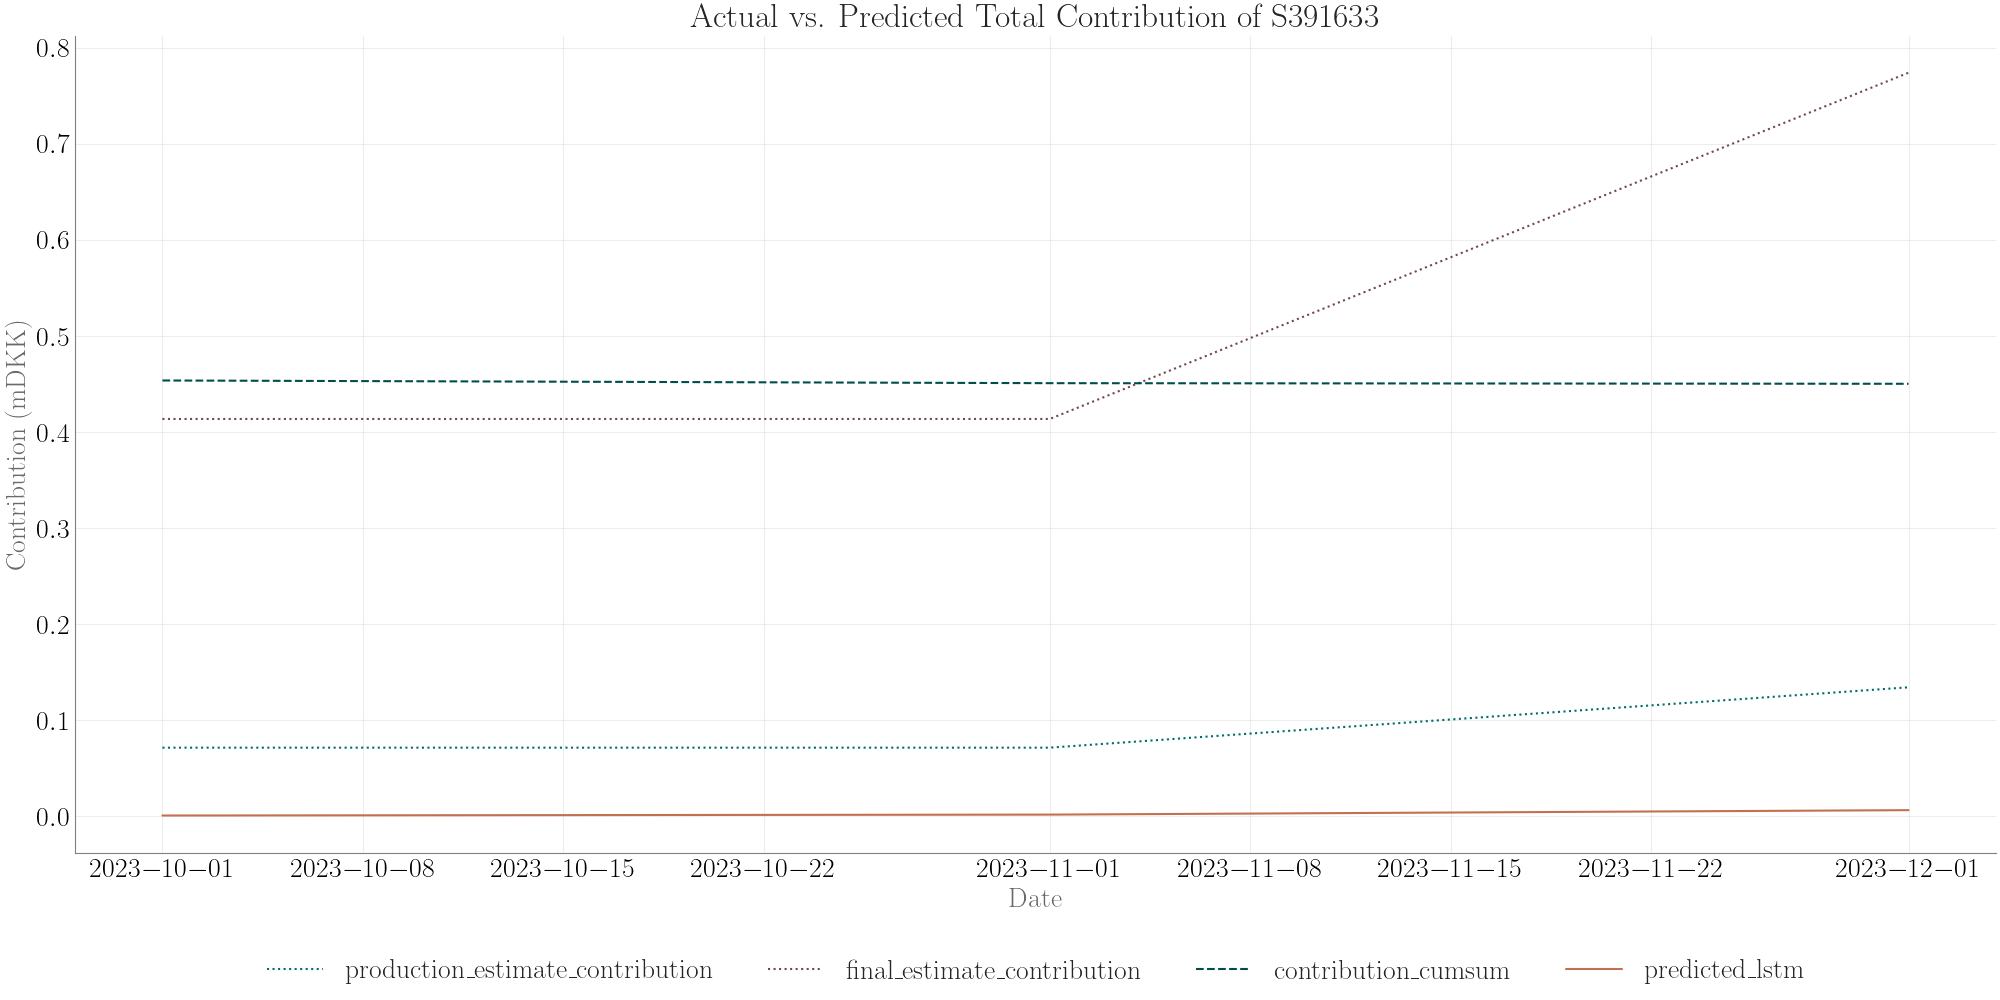 Actual vs. Predicted Total Contribution of S391633
Contribution (mDKK)
0.8
0.7
0.6
0.5
0.4
0.3
0.2
0.1
0.0
2023−10−01 2023−10−08 2023−10−15 2023−10−22 2023−11−01 2023−11−08 2023−11−15 2023−11−22 2023−12−01
Date
production_estimate_contribution final_estimate_contribution contribution_cumsum predicted_lstm